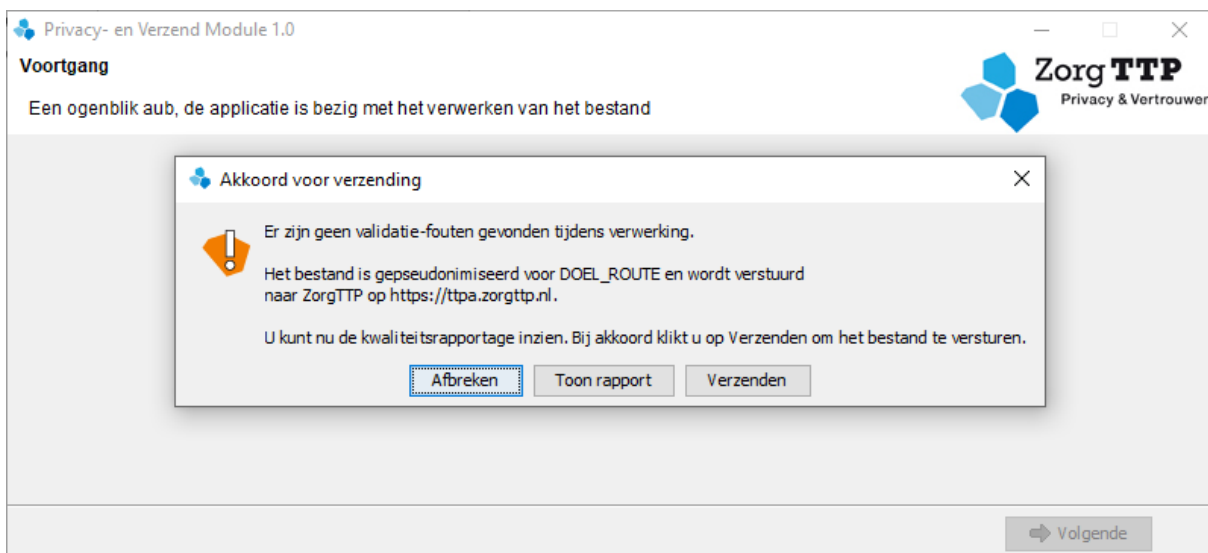 Privacy- en Verzend Module 1.0
Voortgang
Een ogenblik aub, de applicatie is bezig met het verwerken van het bestand
Zorg TTP
Privacy & Vertrouwen
Akkoord voor verzending
Er zijn geen validatie-fouten gevonden tijdens verwerking.
Het bestand is gepseudonimiseerd voor DOEL_ROUTE en wordt verstuurd
naar ZorgTTP op https://ttpa.zorgttp.nl.
U kunt nu de kwaliteitsrapportage inzien. Bij akkoord klikt u op Verzenden om het bestand te versturen.
Afbreken
Toon rapport
Verzenden
Volgende